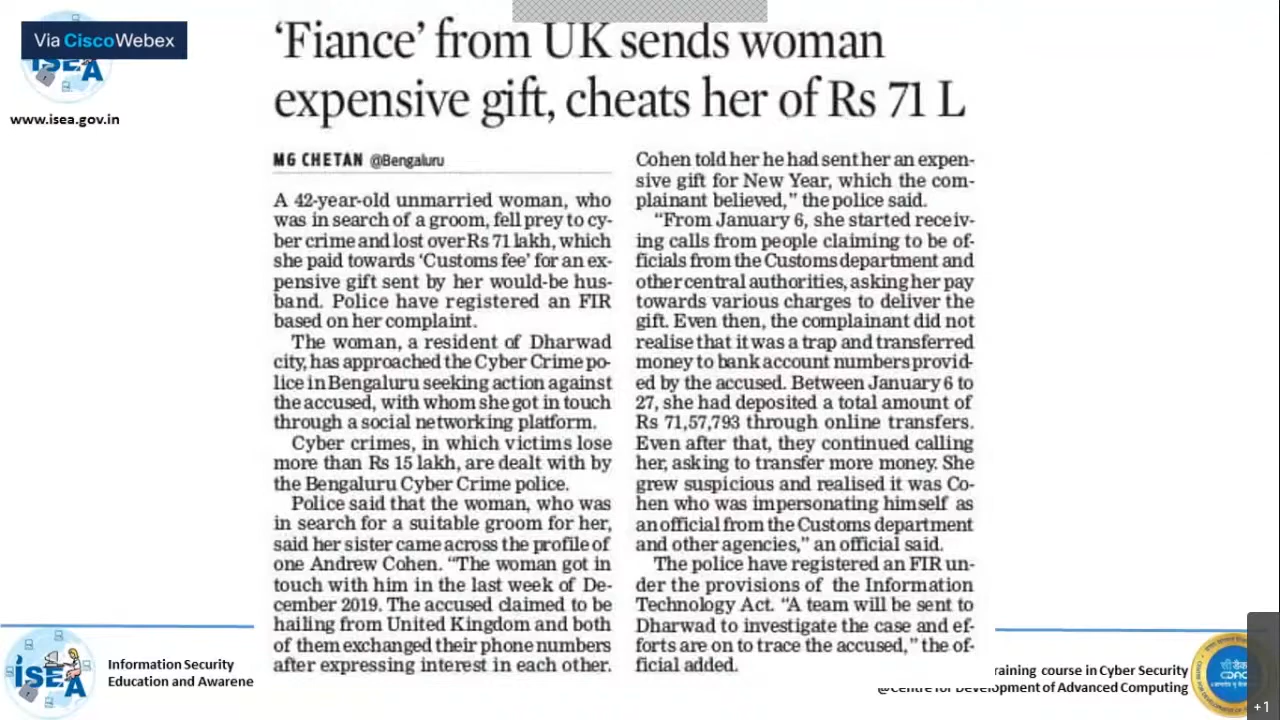 Via Cisco Webex
ISEA
www.isea.gov.in
‘Fiance’ from UK sends woman
expensive gift, cheats her of Rs 71 L
MG CHETAN @Bengaluru
A 42-year-old unmarried woman, who
was in search of a groom, fell prey to cy-
ber crime and lost over Rs 71 lakh, which
she paid towards ‘Customs fee’ for an ex-
pensive gift sent by her would-be hus-
band. Police have registered an FIR
based on her complaint.
The woman, a resident of Dharwad
city, has approached the Cyber Crime po-
lice in Bengaluru seeking action against
the accused, with whom she got in touch
through a social networking platform.
Cyber crimes, in which victims lose
more than Rs 15 lakh, are dealt with by
the Bengaluru Cyber Crime police.
Police said that the woman, who was
in search for a suitable groom for her,
said her sister came across the profile of
one Andrew Cohen. “The woman got in
touch with him in the last week of De-
cember 2019. The accused claimed to be
hailing from United Kingdom and both
of them exchanged their phone numbers
after expressing interest in each other.
Cohen told her he had sent her an expen-
sive gift for New Year, which the com-
plainant believed,” the police said.
“From January 6, she started receiv-
ing calls from people claiming to be of-
ficials from the Customs department and
other central authorities, asking her pay
towards various charges to deliver the
gift. Even then, the complainant did not
realise that it was a trap and transferred
money to bank account numbers provid-
ed by the accused. Between January 6 to
27, she had deposited a total amount of
Rs 71,57,793 through online transfers.
Even after that, they continued calling
her, asking to transfer more money. She
grew suspicious and realised it was Co-
hen who was impersonating himself as
an official from the Customs department
and other agencies,” an official said.
The police have registered an FIR un-
der the provisions of the Information
Technology Act. “A team will be sent to
Dharwad to investigate the case and ef-
forts are on to trace the accused,” the of-
ficial added.
ISEA
Information Security
Education and Awarene
raining course in Cyber Security
@Centre for Development of Advanced Computing
सी डैक
CDAC
+1